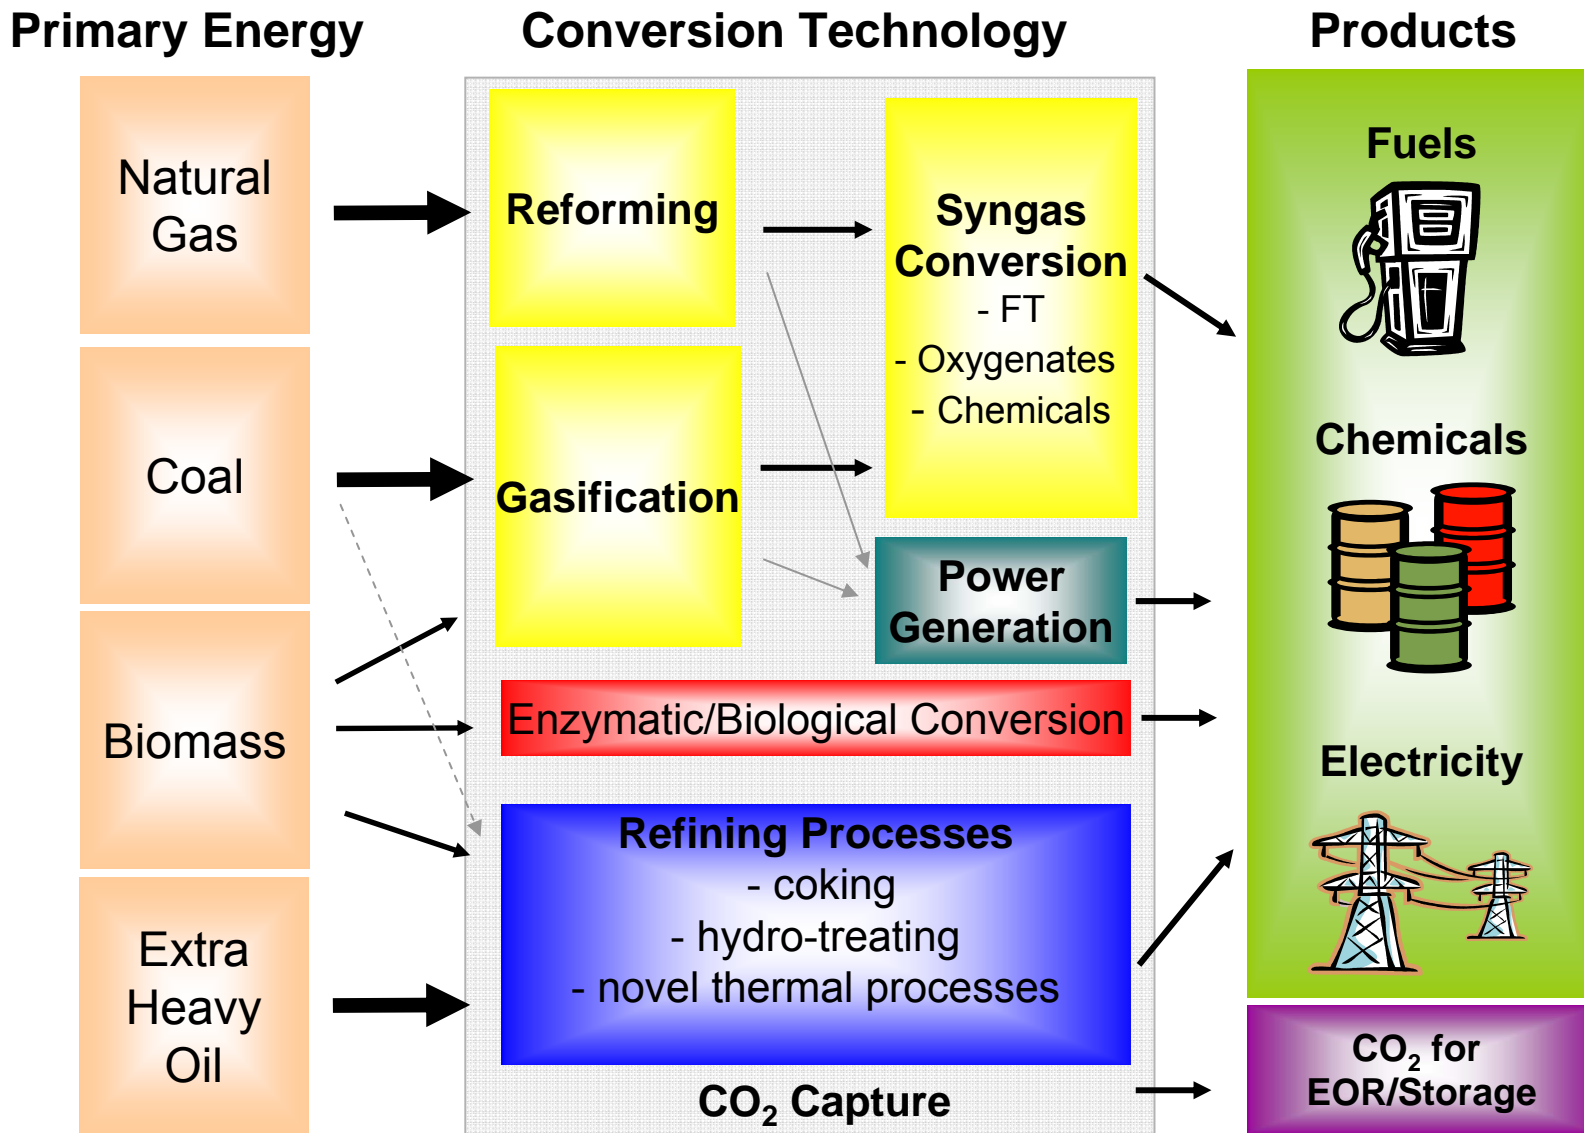 Primary Energy
Conversion Technology
Products
Natural
Gas
Coal
Biomass
Extra
Heavy
Oil
Reforming
Gasification
Syngas
Conversion
- FT
- Oxygenates
- Chemicals
Power
Generation
Enzymatic/Biological Conversion
Refining Processes
- coking
- hydro-treating
- novel thermal processes
CO₂ Capture
Fuels
Chemicals
Electricity
CO₂ for
EOR/Storage